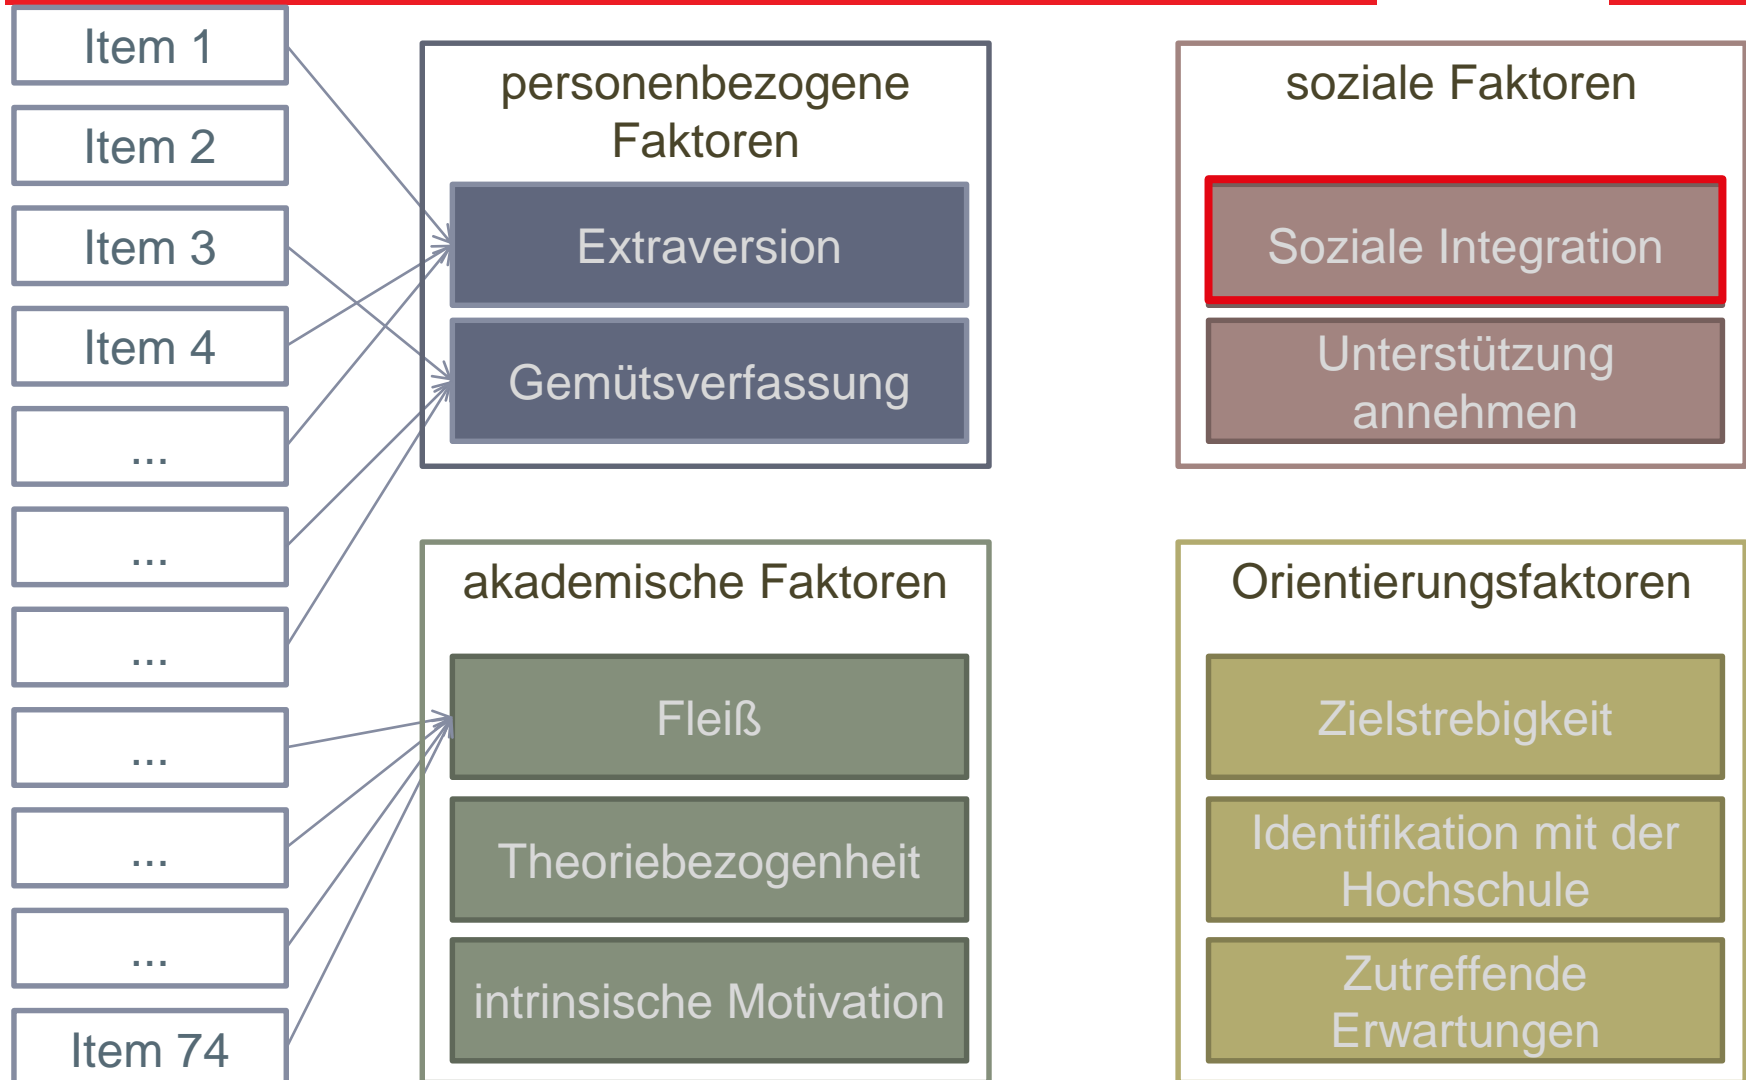 Item 1
Item 2
Item 3
Item 4
...
...
...
...
...
...
Item 74
personenbezogene
Faktoren
Extraversion
Gemütsverfassung
soziale Faktoren
Soziale Integration
Unterstützung
annehmen
akademische Faktoren
Fleiß
Theoriebezogenheit
intrinsische Motivation
Orientierungsfaktoren
Zielstrebigkeit
Identifikation mit der
Hochschule
Zutreffende
Erwartungen